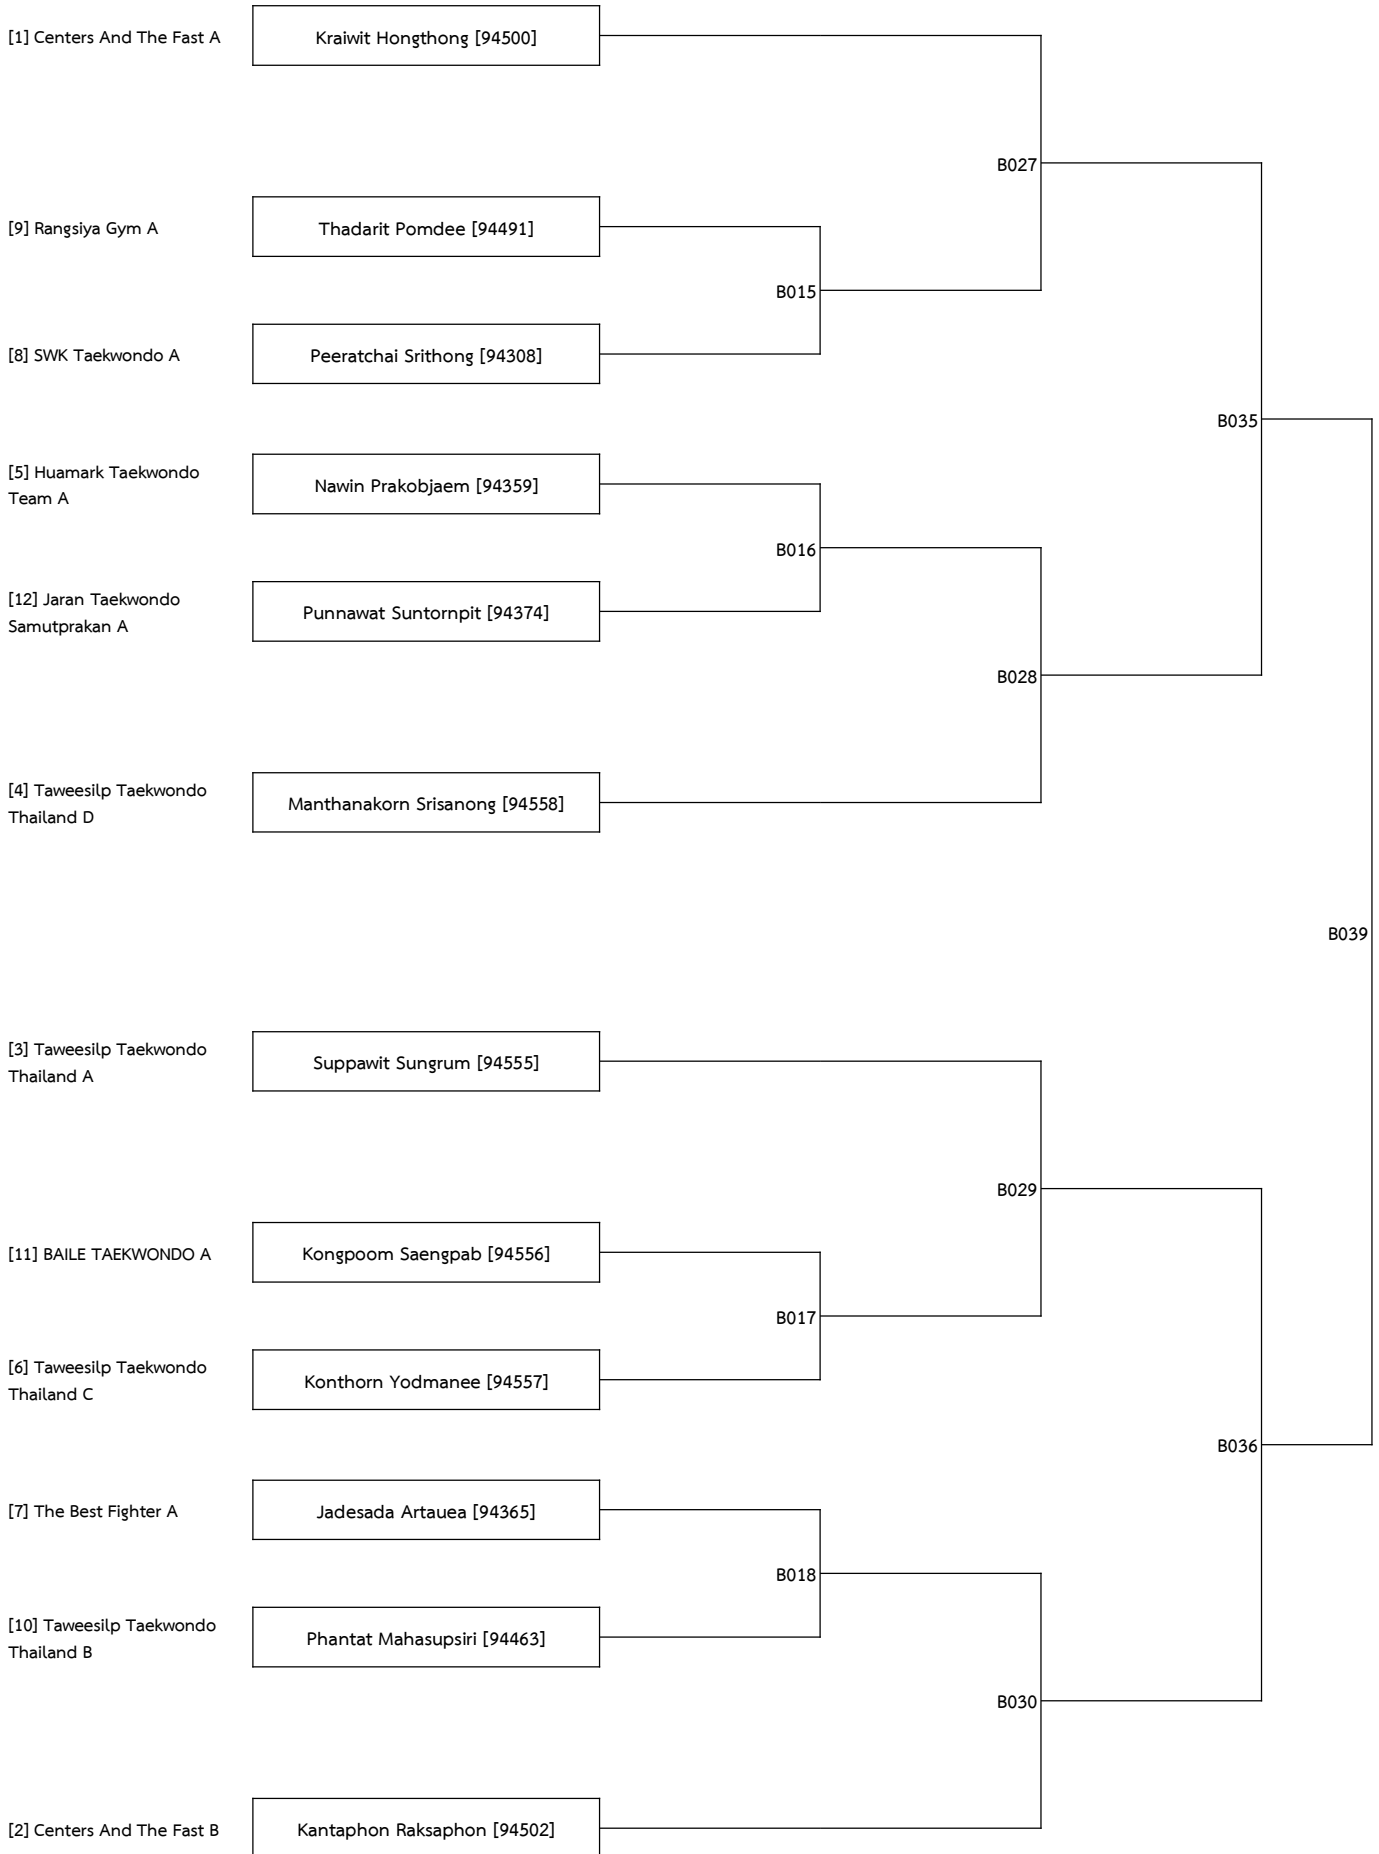 [1] Centers And The Fast A
Kraiwit Hongthong [94500]
B027
[9] Rangsiya Gym A
Thadarit Pomdee [94491]
B015
[8] SWK Taekwondo A
Peeratchai Srithong [94308]
B035
[5] Huamark Taekwondo
Team A
Nawin Prakobjaem [94359]
B016
[12] Jaran Taekwondo
Samutprakan A
Punnawat Suntornpit [94374]
B028
[4] Taweesilp Taekwondo
Thailand D
Manthanakorn Srisanong [94558]
B039
[3] Taweesilp Taekwondo
Thailand A
Suppawit Sungrum [94555]
B029
[11] BAILE TAEKWONDO A
Kongpoom Saengpab [94556]
B017
[6] Taweesilp Taekwondo
Thailand C
Konthorn Yodmanee [94557]
B036
[7] The Best Fighter A
Jadesada Artauea [94365]
B018
[10] Taweesilp Taekwondo
Thailand B
Phantat Mahasupsiri [94463]
B030
[2] Centers And The Fast B
Kantaphon Raksaphon [94502]